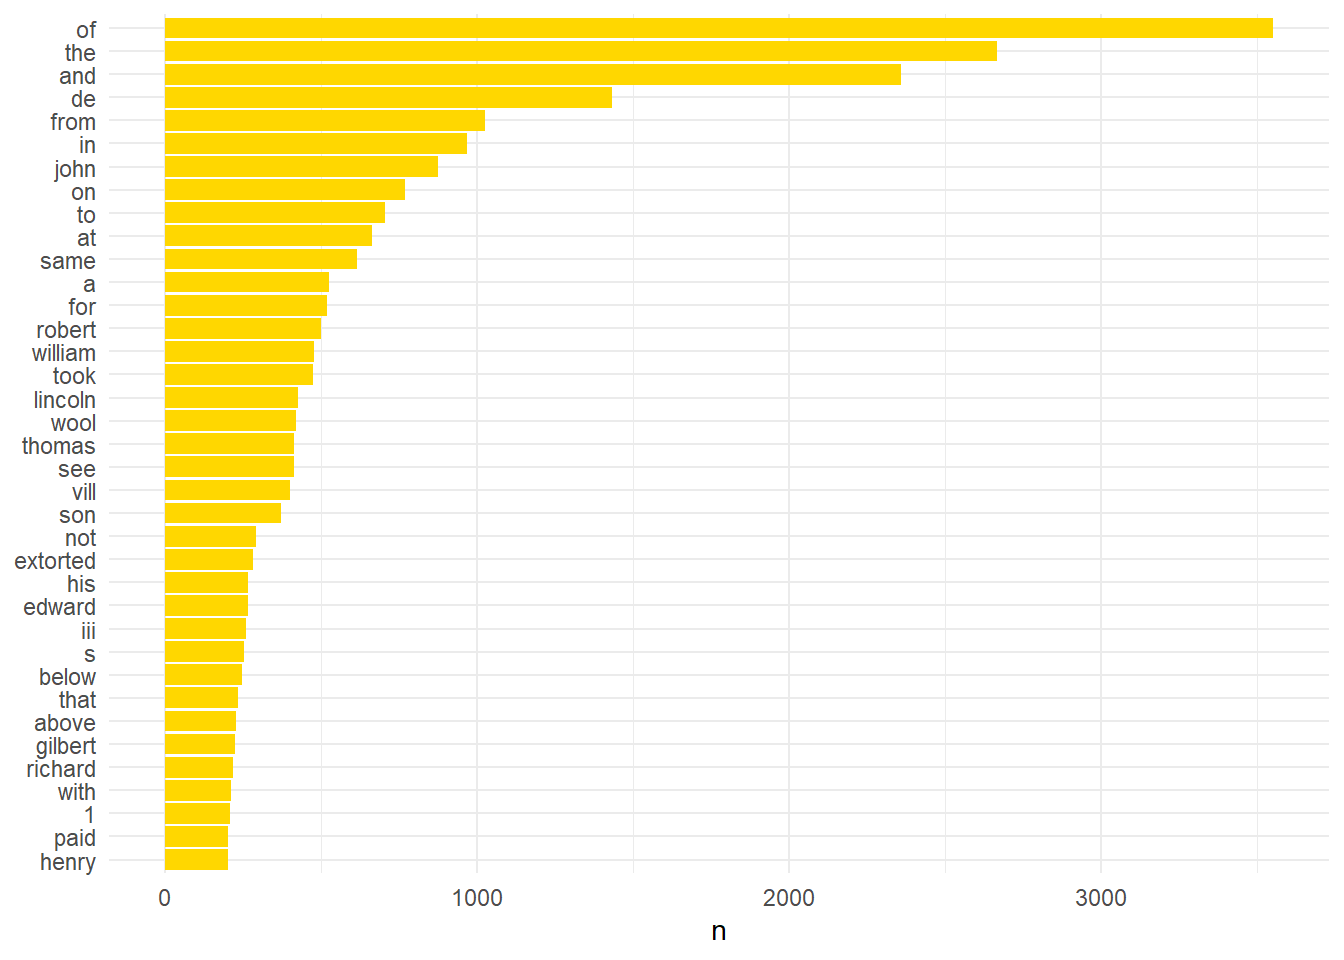 of
the
and
de
from
in
john
on
to
at
same
a
for
robert
william
took
lincoln
wool
thomas
see
vill
son
not
extorted
his
edward
iii
s
below
that
above
gilbert
richard
with
1
paid
henry
0 1000 2000 3000
n